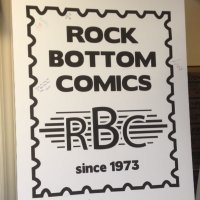 ROCK
BOTTOM
COMICS
RBC
since 1973